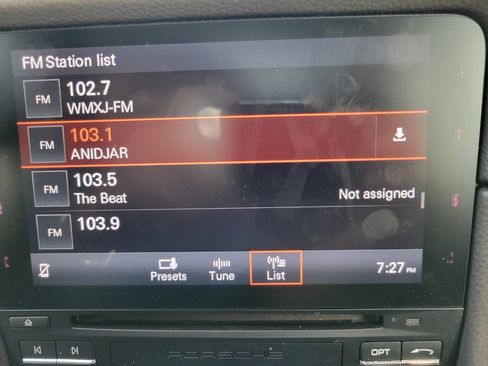 FM Station list
FM
102.7
WMXJ-FM
FM
103.1
ANIDJAR
FM
103.5
The Beat
Not assigned
FM
103.9
Presets
Tune
List
7:27 PM
PORSCHE
OPT